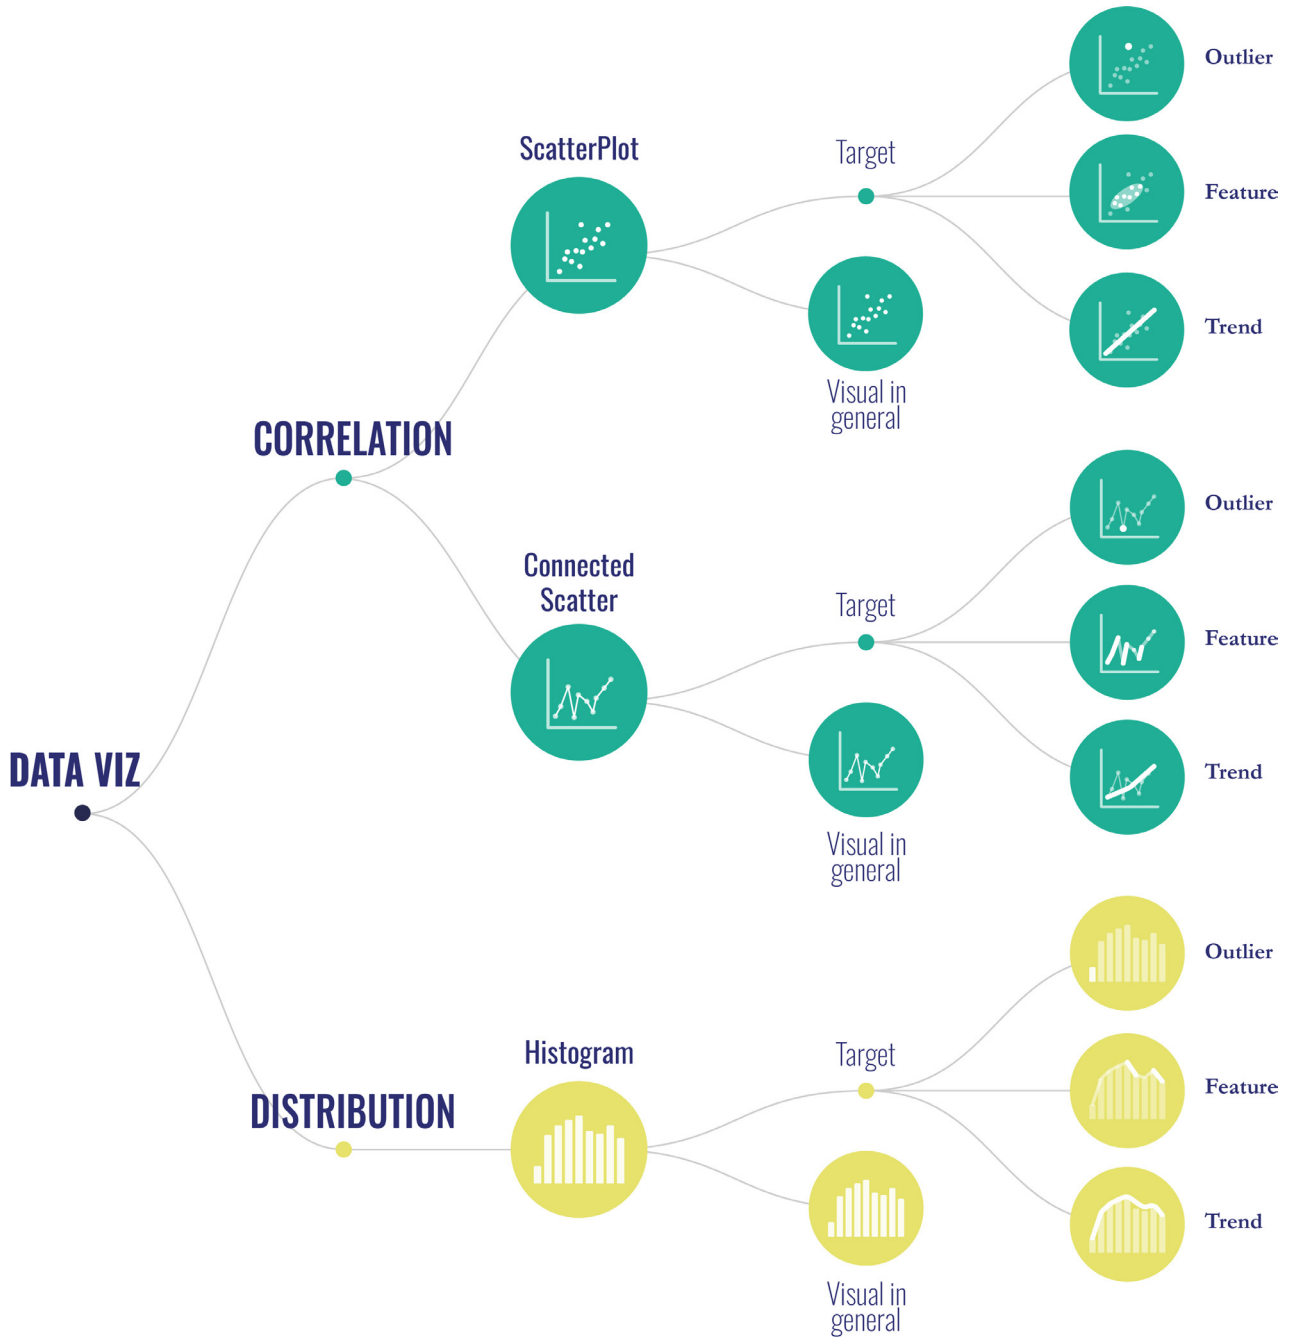 DATA VIZ
CORRELATION
ScatterPlot
Target
Outlier
Feature
Trend
Visual in
general
Connected
Scatter
Target
Outlier
Feature
Trend
Visual in
general
DISTRIBUTION
Histogram
Target
Outlier
Feature
Trend
Visual in
general